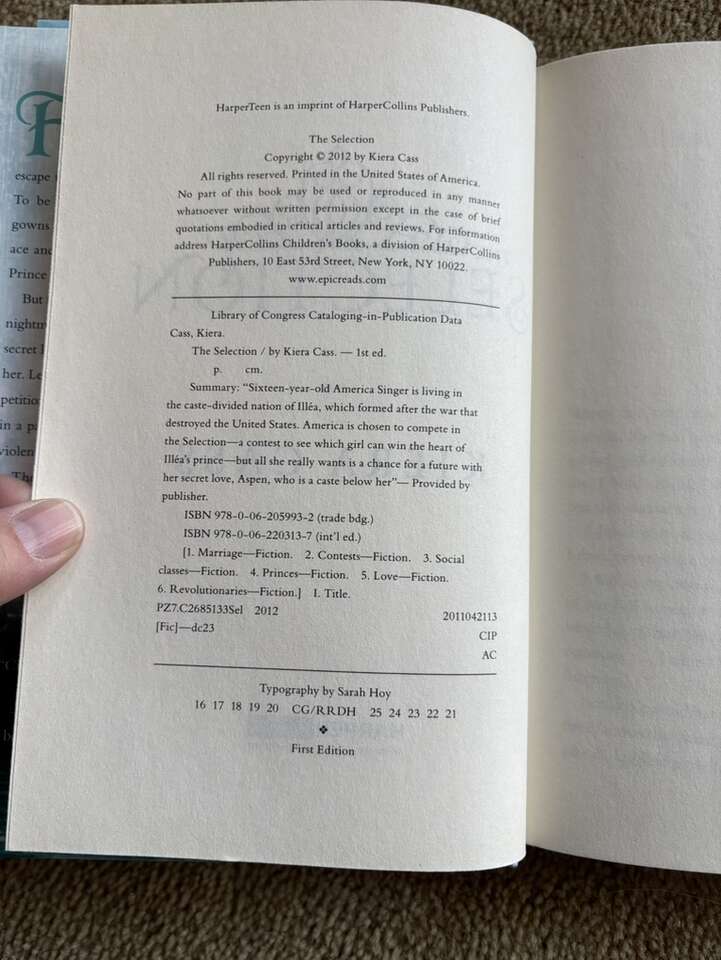 HarperTeen is an imprint of HarperCollins Publishers.
The Selection
Copyright © 2012 by Kiera Cass
All rights reserved. Printed in the United States of America.
No part of this book may be used or reproduced in any manner
whatsoever without written permission except in the case of brief
quotations embodied in critical articles and reviews. For information
address HarperCollins Children's Books, a division of HarperCollins
Publishers, 10 East 53rd Street, New York, NY 10022.
www.epicreads.com
Library of Congress Cataloging-in-Publication Data
Cass, Kiera.
The Selection / by Kiera Cass. — 1st ed.
p. cm.
Summary: "Sixteen-year-old America Singer is living in
the caste-divided nation of Illéa, which formed after the war that
destroyed the United States. America is chosen to compete in
the Selection—a contest to see which girl can win the heart of
Illéa's prince—but all she really wants is a chance for a future with
her secret love, Aspen, who is a caste below her"— Provided by
publisher.
ISBN 978-0-06-205993-2 (trade bdg.)
ISBN 978-0-06-220313-7 (int'l ed.)
[1. Marriage—Fiction. 2. Contests—Fiction. 3. Social
classes—Fiction. 4. Princes—Fiction. 5. Love—Fiction.
6. Revolutionaries—Fiction.] I. Title.
PZ7.C2685133Sel 2012 2011042113
[Fic]—dc23 CIP
AC
Typography by Sarah Hoy
16 17 18 19 20 CG/RRDH 25 24 23 22 21
❖
First Edition
escape
To be
gowns
ace and
Prince
But
nightm
secret
her. Le
petitio
in a pa
violen